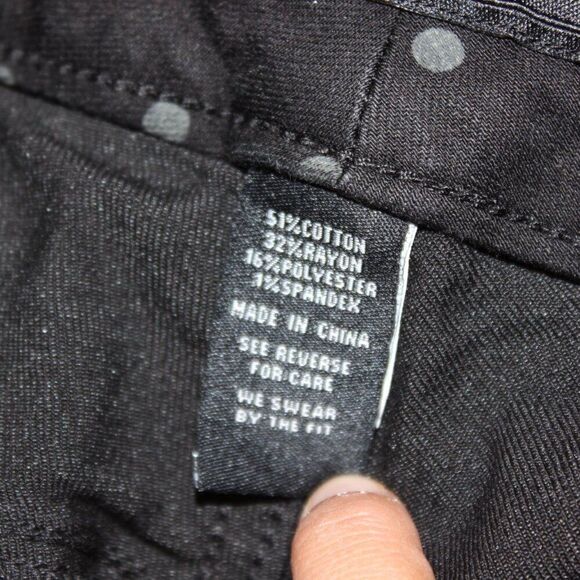 51%COTTON
32%RAYON
16%POLYESTER
1%SPANDEX
MADE IN CHINA
SEE REVERSE
FOR CARE
WE SWEAR
BY THE FIT